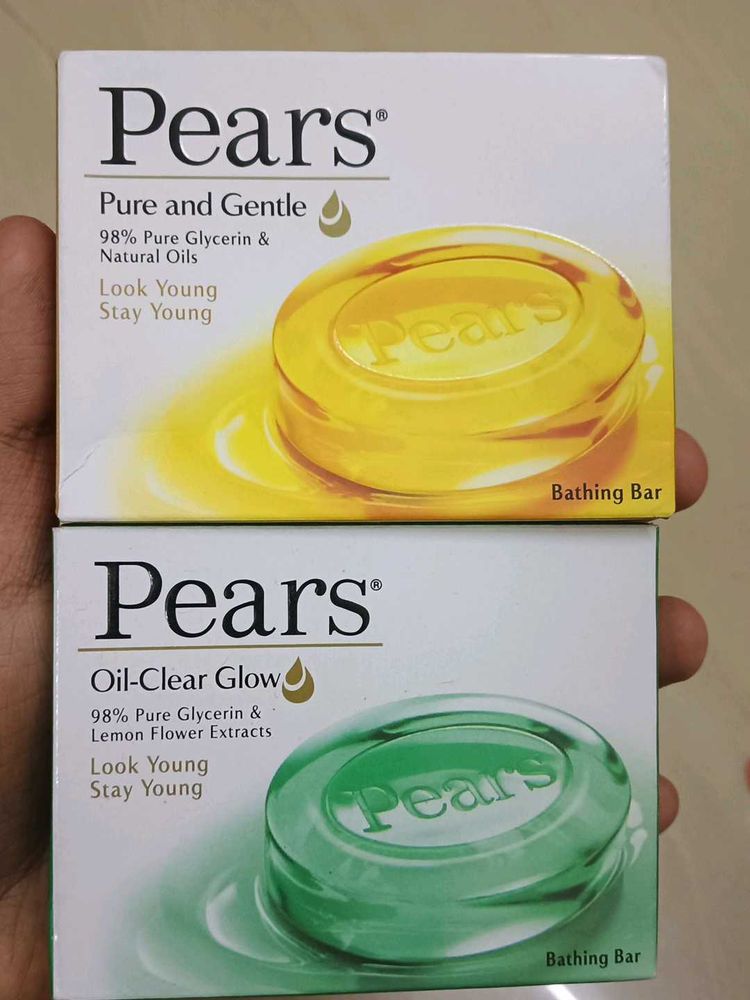 Pears®
Pure and Gentle
98% Pure Glycerin &
Natural Oils
Look Young
Stay Young
Pears
Bathing Bar
Pears®
Oil-Clear Glow
98% Pure Glycerin &
Lemon Flower Extracts
Look Young
Stay Young
Pears
Bathing Bar